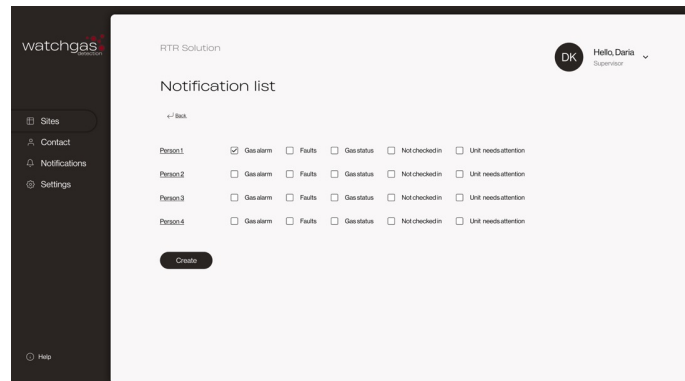 watchgas
detection
RTR Solution
DK
Hello, Daria
Supervisor
Notification list
Back
Sites
Contact
Notifications
Settings
Person 1 Gas alarm Faults Gas status Not checked in Unit needs attention
Person 2 Gas alarm Faults Gas status Not checked in Unit needs attention
Person 3 Gas alarm Faults Gas status Not checked in Unit needs attention
Person 4 Gas alarm Faults Gas status Not checked in Unit needs attention
Create
Help